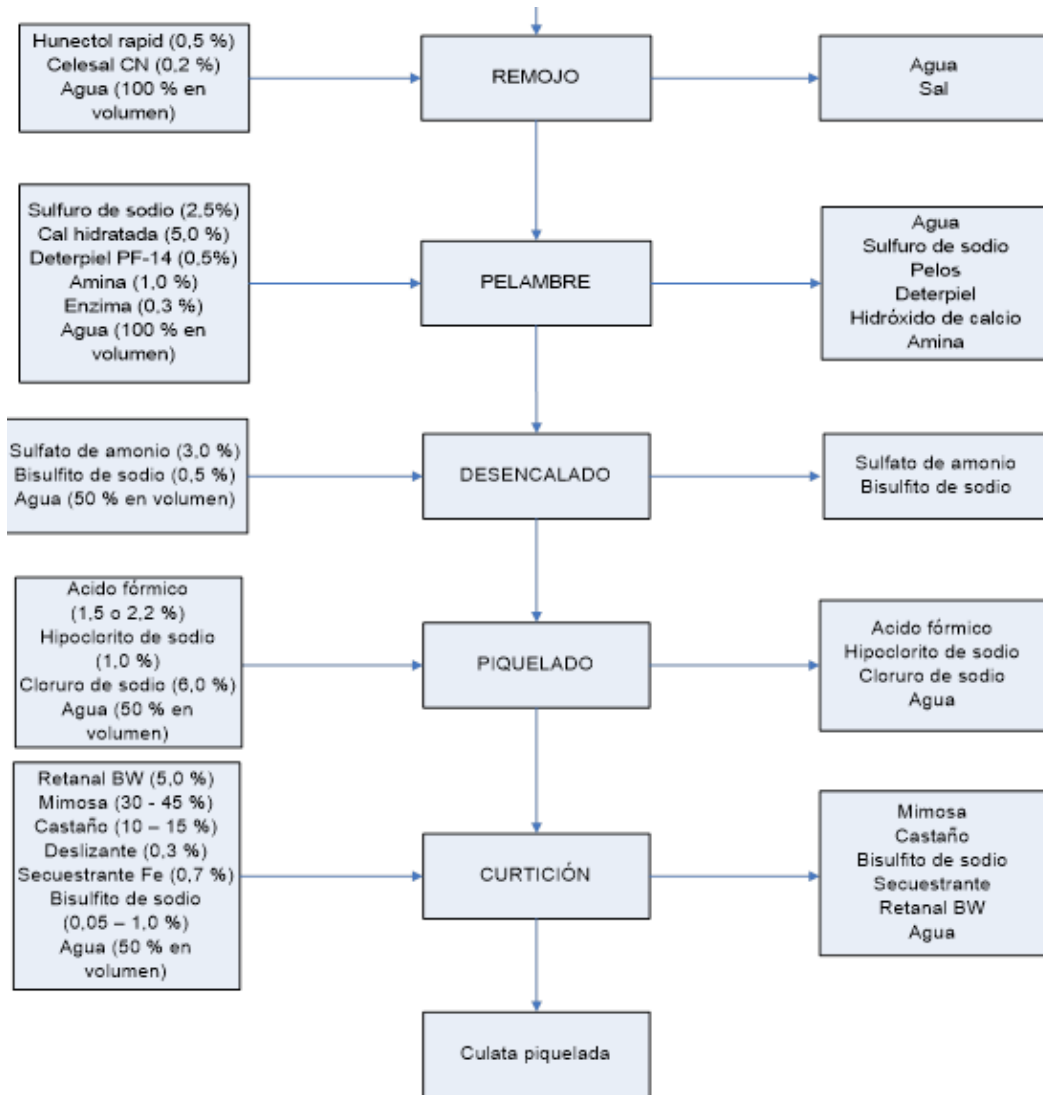 Hunectol rapid (0,5 %)
Celesal CN (0,2 %)
Agua (100 % en
volumen)
REMOJO
Agua
Sal
Sulfuro de sodio (2,5%)
Cal hidratada (5,0 %)
Deterpiel PF-14 (0,5%)
Amina (1,0 %)
Enzima (0,3 %)
Agua (100 % en
volumen)
PELAMBRE
Agua
Sulfuro de sodio
Pelos
Deterpiel
Hidróxido de calcio
Amina
Sulfato de amonio (3,0 %)
Bisulfito de sodio (0,5 %)
Agua (50 % en volumen)
DESENCALADO
Sulfato de amonio
Bisulfito de sodio
Acido fórmico
(1,5 o 2,2 %)
Hipoclorito de sodio
(1,0 %)
Cloruro de sodio (6,0 %)
Agua (50 % en
volumen)
PIQUELADO
Acido fórmico
Hipoclorito de sodio
Cloruro de sodio
Agua
Retanal BW (5,0 %)
Mimosa (30 - 45 %)
Castaño (10 – 15 %)
Deslizante (0,3 %)
Secuestrante Fe (0,7 %)
Bisulfito de sodio
(0,05 – 1,0 %)
Agua (50 % en
volumen)
CURTICIÓN
Mimosa
Castaño
Bisulfito de sodio
Secuestrante
Retanal BW
Agua
Culata piquelada